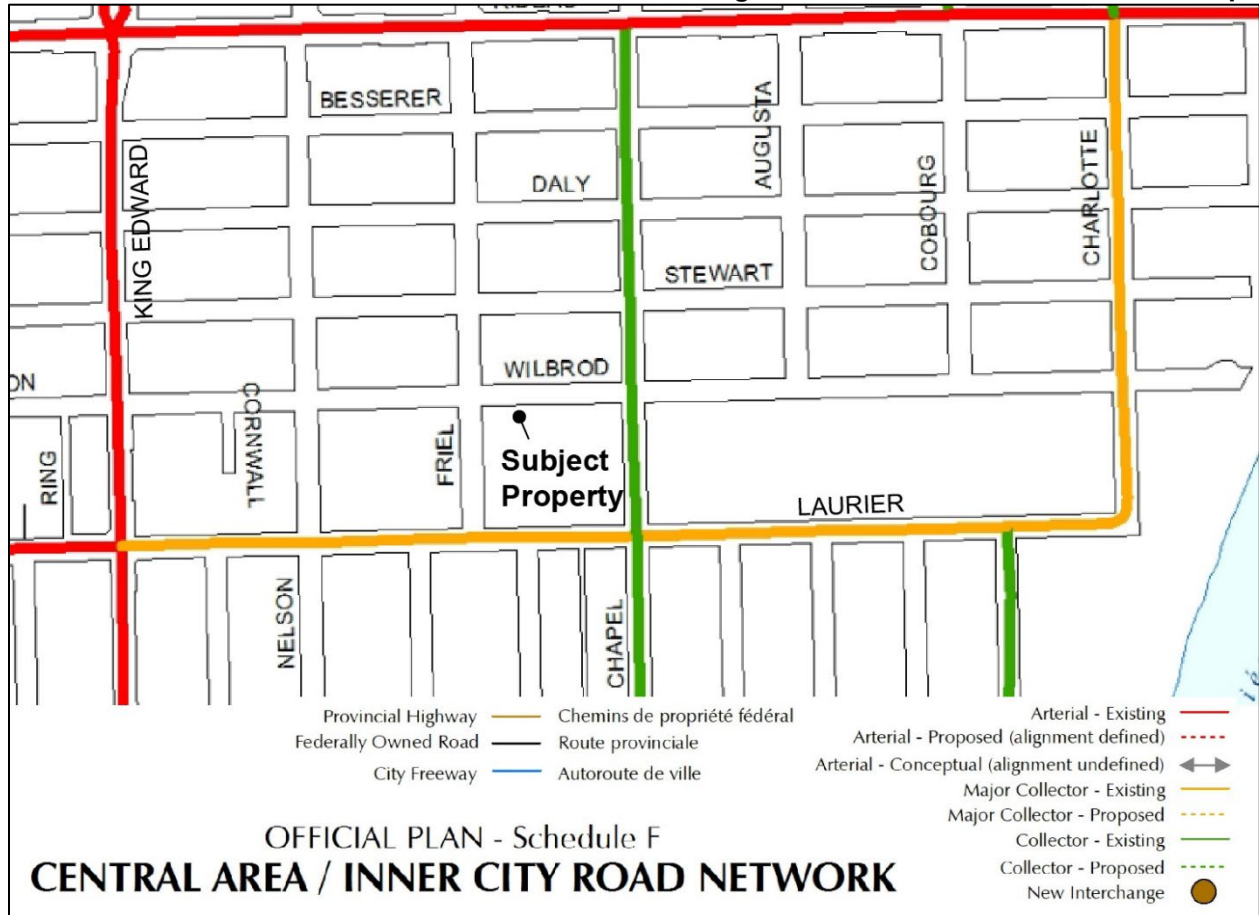 BESSERER
AUGUSTA
DALY
COBOURG
CHARLOTTE
KING EDWARD
STEWART
WILBROD
ON
CORNWALL
RING
FRIEL
Subject
Property
LAURIER
NELSON
CHAPEL
Provincial Highway Chemins de propriété fédéral
Federally Owned Road Route provinciale
City Freeway Autoroute de ville
Arterial - Existing
Arterial - Proposed (alignment defined)
Arterial - Conceptual (alignment undefined)
Major Collector - Existing
Major Collector - Proposed
Collector - Existing
Collector - Proposed
New Interchange
OFFICIAL PLAN - Schedule F
CENTRAL AREA / INNER CITY ROAD NETWORK